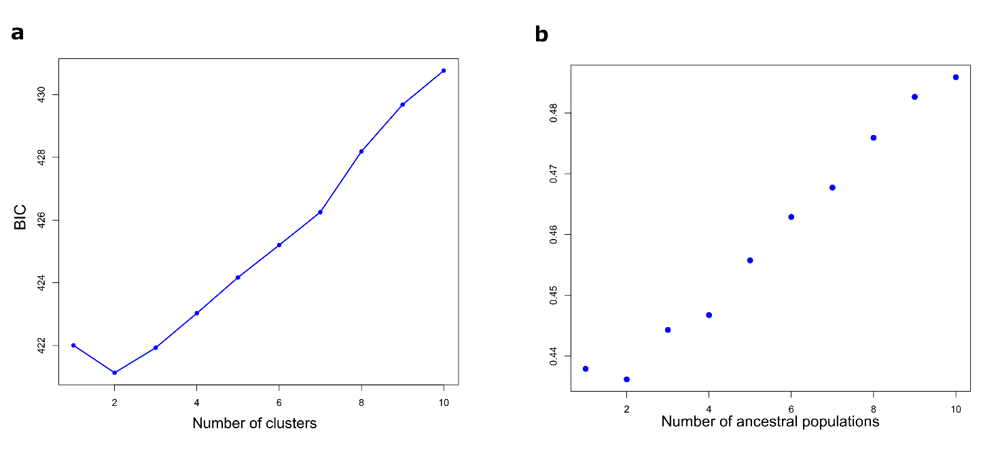 a
430
428
426
424
422
BIC
2 4 6 8 10
Number of clusters
b
0.48
0.47
0.46
0.45
0.44
2 4 6 8 10
Number of ancestral populations